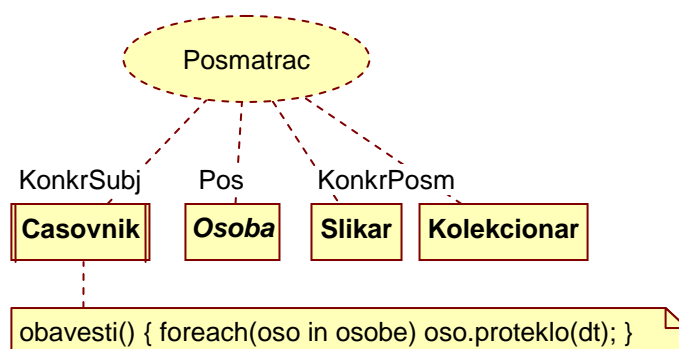 Posmatrac
KonkrSubj Pos KonkrPosm
Casovnik Osoba Slikar Kolekcionar
obavesti() { foreach(oso in osobe) oso.proteklo(dt); }